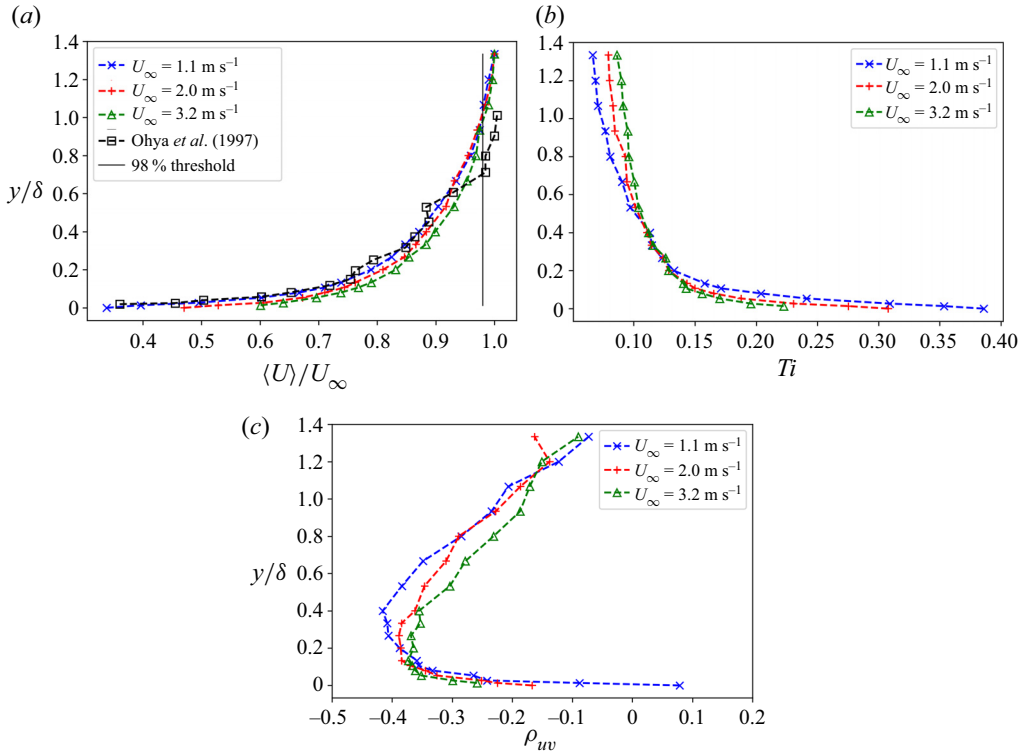 (a)
1.4
U∞ = 1.1 m s⁻¹
1.2
U∞ = 2.0 m s⁻¹
U∞ = 3.2 m s⁻¹
1.0
Ohya et al. (1997)
98 % threshold
0.8
y/δ
0.6
0.4
0.2
0
0.4 0.5 0.6 0.7 0.8 0.9 1.0
⟨U⟩/U∞
(b)
1.4
U∞ = 1.1 m s⁻¹
1.2
U∞ = 2.0 m s⁻¹
U∞ = 3.2 m s⁻¹
1.0
0.8
0.6
0.4
0.2
0
0.10 0.15 0.20 0.25 0.30 0.35 0.40
Ti
(c)
1.4
U∞ = 1.1 m s⁻¹
1.2
U∞ = 2.0 m s⁻¹
U∞ = 3.2 m s⁻¹
1.0
0.8
y/δ
0.6
0.4
0.2
0
−0.5 −0.4 −0.3 −0.2 −0.1 0 0.1 0.2
ρuv